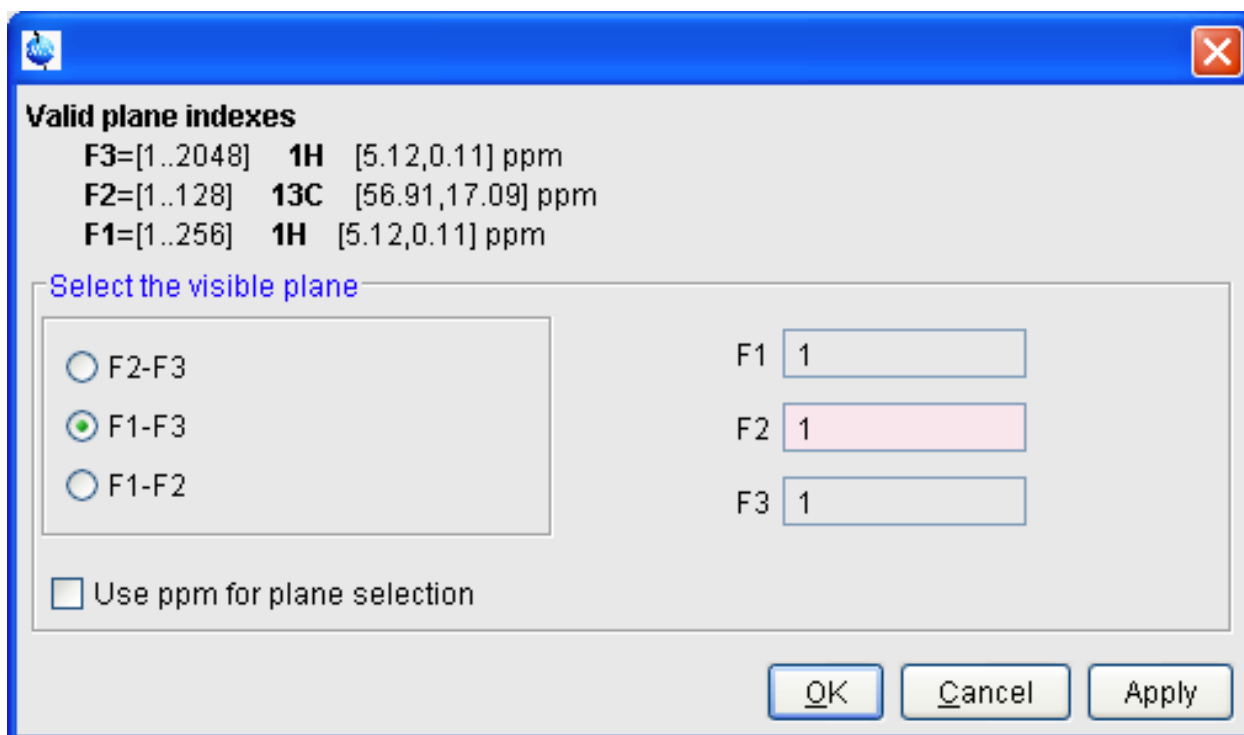 Valid plane indexes
F3=[1..2048] 1H [5.12,0.11] ppm
F2=[1..128] 13C [56.91,17.09] ppm
F1=[1..256] 1H [5.12,0.11] ppm
Select the visible plane
F2-F3
F1-F3
F1-F2
F1 1
F2 1
F3 1
Use ppm for plane selection
OK Cancel Apply